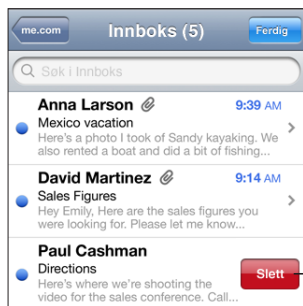 me.com Innboks (5) Ferdig
Søk i Innboks
Anna Larson 9:39 AM
Mexico vacation
Here's a photo I took of Sandy kayaking. We
also rented a boat and did a bit of fishing...
David Martinez 9:14 AM
Sales Figures
Hey Emily, Here are the sales figures you
were looking for. Please let me know...
Paul Cashman
Directions
Slett
Here's where we're shooting the
video for the sales conference. Call...